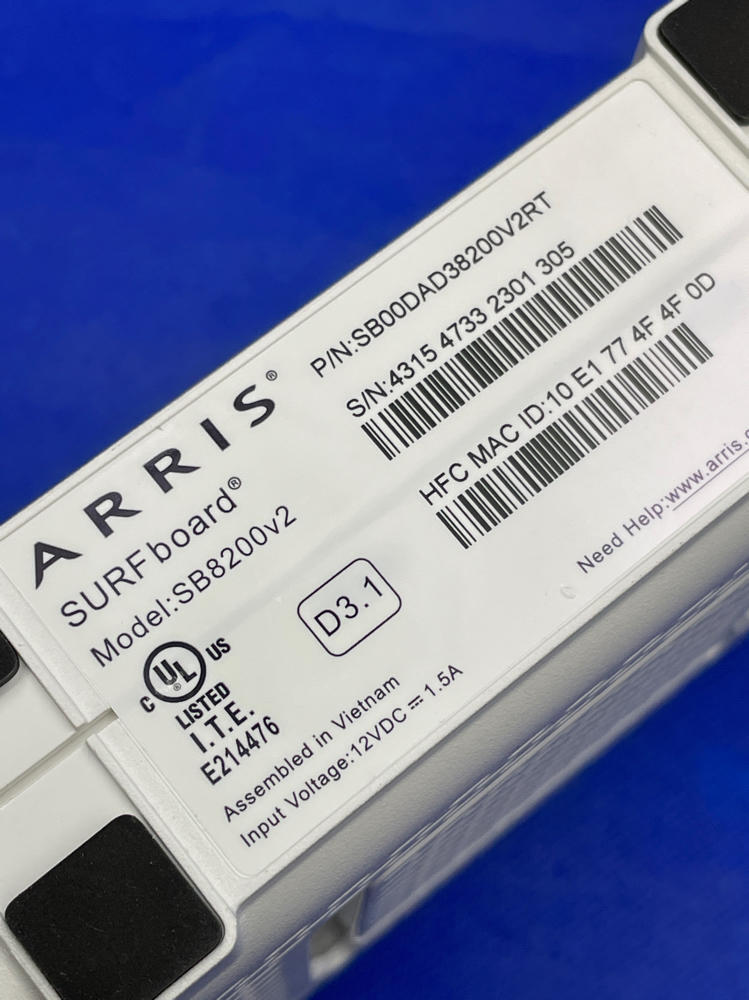 ARRIS®
SURFboard®
Model:SB8200v2
P/N:SB00DAD38200V2RT
S/N:4315 4733 2301 305
HFC MAC ID:10 E1 77 4F 4F 0D
Need Help:www.arris.
D3.1
C UL® US
LISTED
I.T.E.
E214476
Assembled in Vietnam
Input Voltage:12VDC ⎓ 1.5A